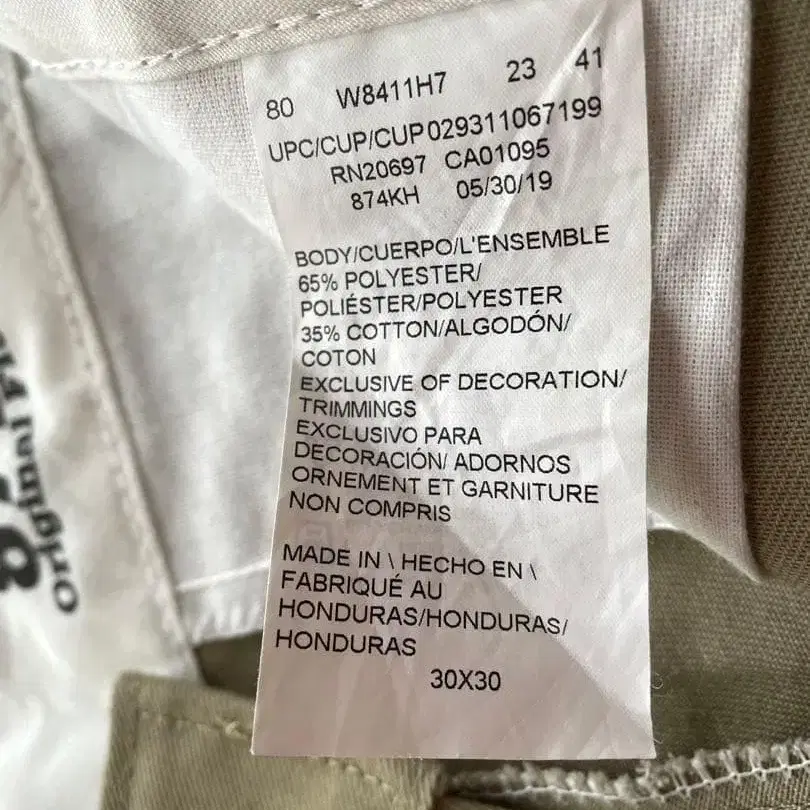 80 W8411H7 23 41
UPC/CUP/CUP029311067199
RN20697 CA01095
874KH 05/30/19
BODY/CUERPO/L'ENSEMBLE
65% POLYESTER/
POLIÉSTER/POLYESTER
35% COTTON/ALGODÓN/
COTON
EXCLUSIVE OF DECORATION/
TRIMMINGS
EXCLUSIVO PARA
DECORACIÓN/ ADORNOS
ORNEMENT ET GARNITURE
NON COMPRIS
MADE IN \ HECHO EN \
FABRIQUÉ AU
HONDURAS/HONDURAS/
HONDURAS
30X30
Original